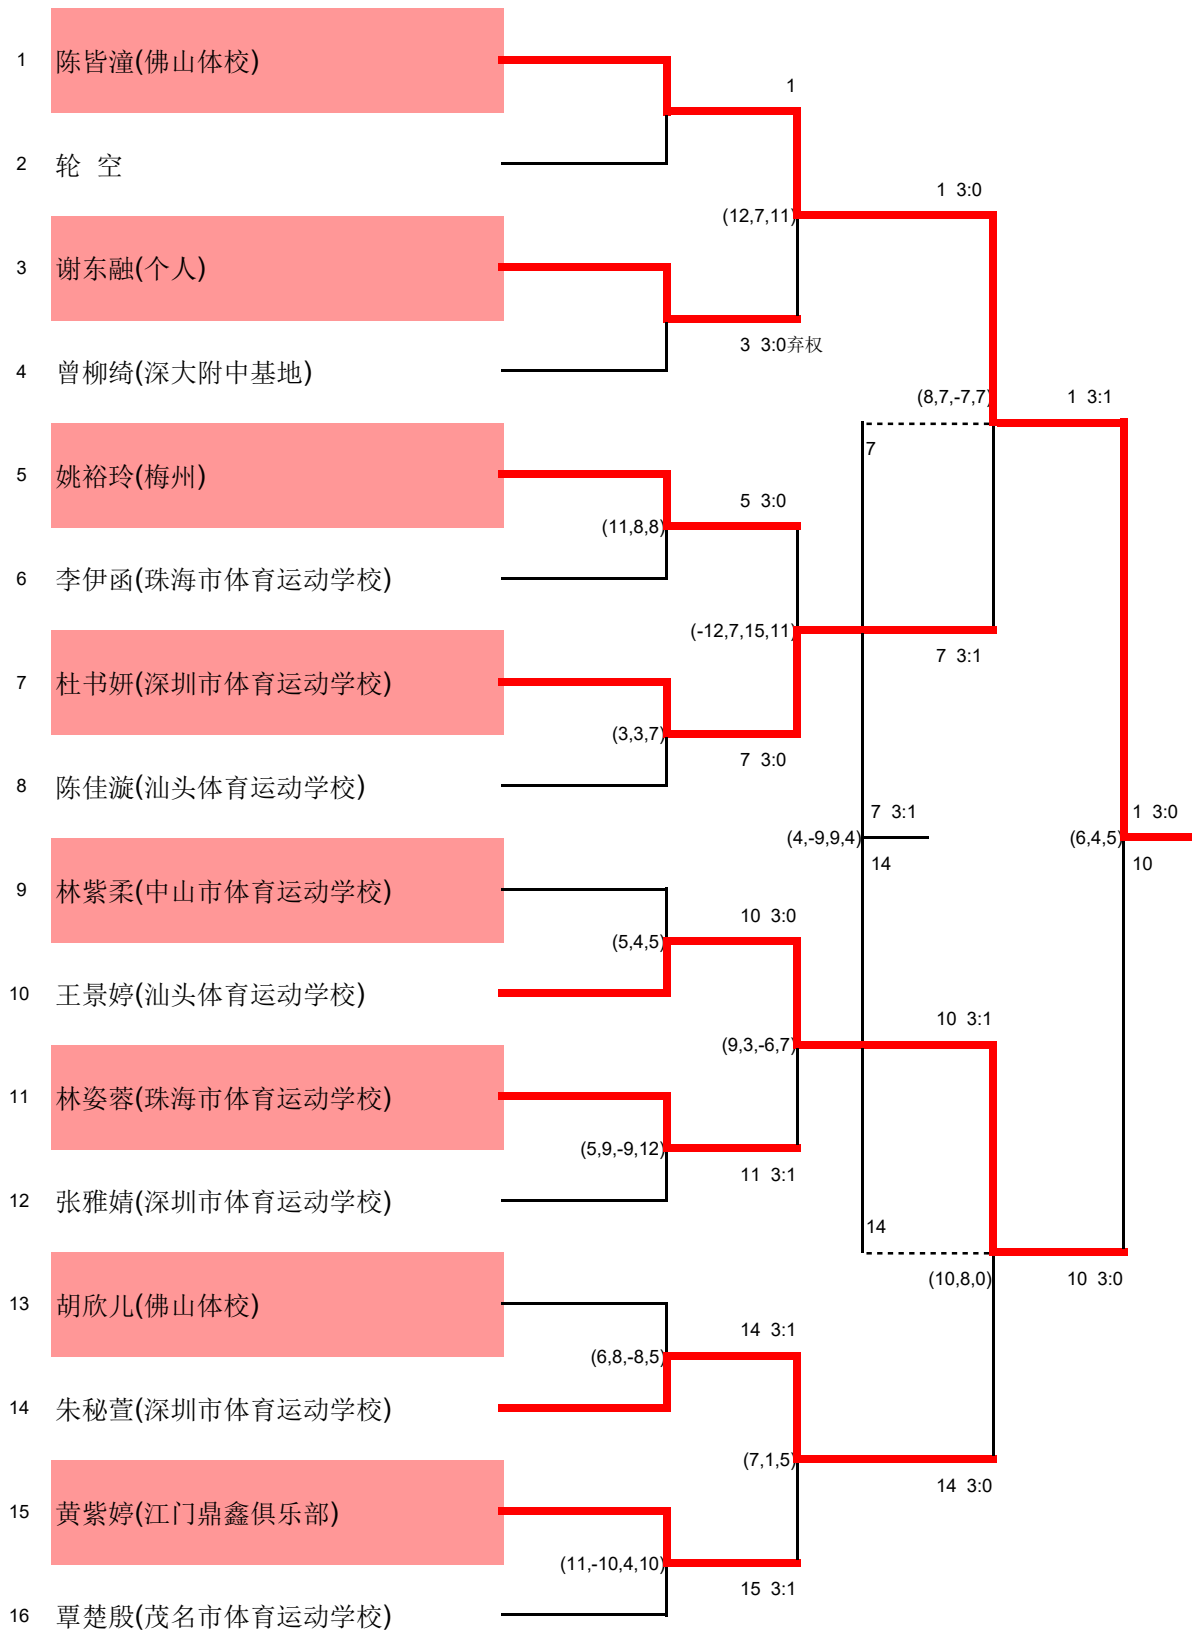 1 陈皆潼(佛山体校)
1
2 轮 空
1 3:0
(12,7,11)
3 谢东融(个人)
3 3:0弃权
4 曾柳绮(深大附中基地)
(8,7,-7,7)
1 3:1
7
5 姚裕玲(梅州)
5 3:0
(11,8,8)
6 李伊函(珠海市体育运动学校)
(-12,7,15,11)
7 3:1
7 杜书妍(深圳市体育运动学校)
(3,3,7)
7 3:0
8 陈佳漩(汕头体育运动学校)
7 3:1
1 3:0
(4,-9,9,4)
(6,4,5)
14
10
9 林紫柔(中山市体育运动学校)
10 3:0
(5,4,5)
10 王景婷(汕头体育运动学校)
10 3:1
(9,3,-6,7)
11 林姿蓉(珠海市体育运动学校)
(5,9,-9,12)
11 3:1
12 张雅婧(深圳市体育运动学校)
14
(10,8,0)
10 3:0
13 胡欣儿(佛山体校)
14 3:1
(6,8,-8,5)
14 朱秘萱(深圳市体育运动学校)
(7,1,5)
14 3:0
15 黄紫婷(江门鼎鑫俱乐部)
(11,-10,4,10)
15 3:1
16 覃楚殷(茂名市体育运动学校)